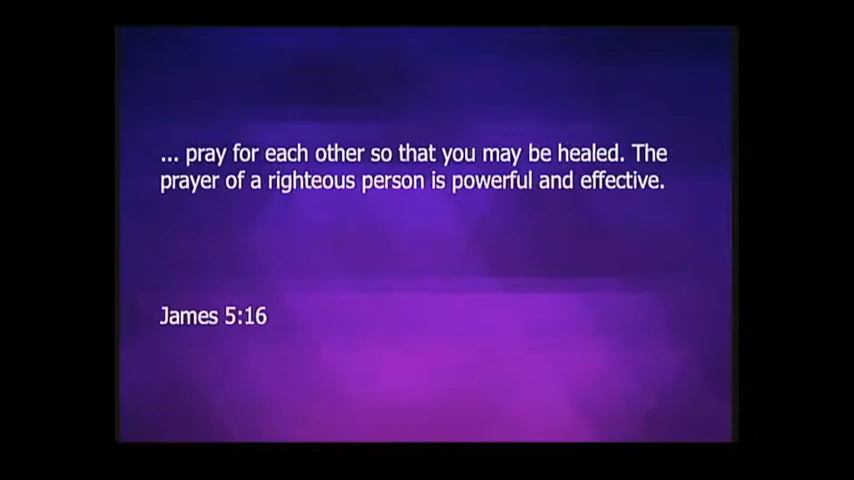 ... pray for each other so that you may be healed. The
prayer of a righteous person is powerful and effective.
James 5:16